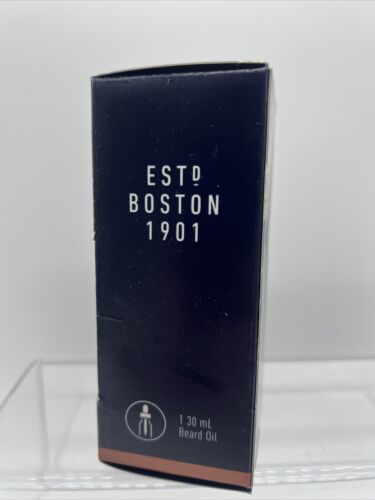 ESTD
BOSTON
1901
1 30 mL
Beard Oil